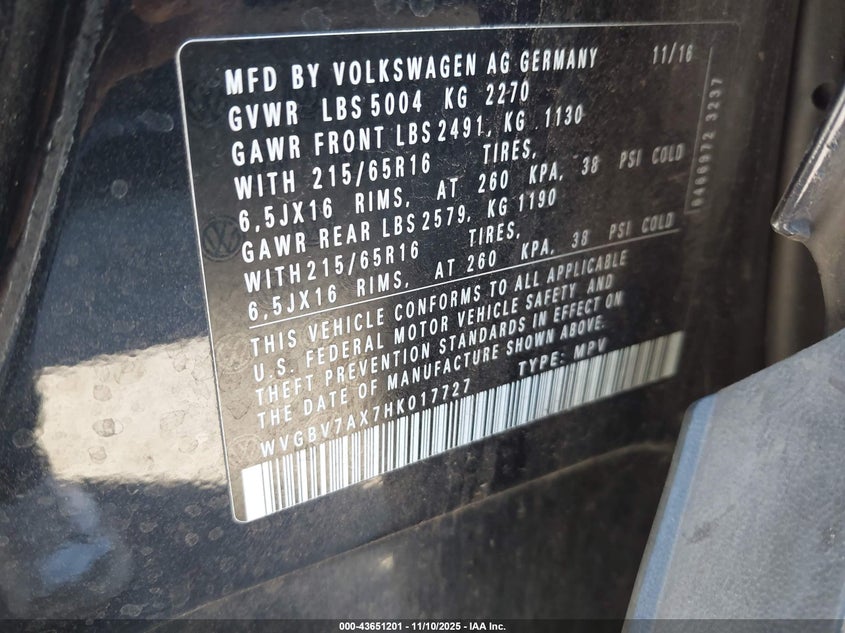 MFD BY VOLKSWAGEN AG GERMANY 11/16
GVWR LBS 5004 KG 2270
GAWR FRONT LBS 2491, KG 1130
WITH 215/65R16 TIRES,
6,5JX16 RIMS, AT 260 KPA, 38 PSI COLD
GAWR REAR LBS 2579, KG 1190
WITH 215/65R16 TIRES,
6,5JX16 RIMS, AT 260 KPA, 38 PSI COLD
THIS VEHICLE CONFORMS TO ALL APPLICABLE
U.S. FEDERAL MOTOR VEHICLE SAFETY AND
THEFT PREVENTION STANDARDS IN EFFECT ON
THE DATE OF MANUFACTURE SHOWN ABOVE.
WVGBV7AX7HK017727 TYPE: MPV
000-43651201 - 11/10/2025 - IAA Inc.